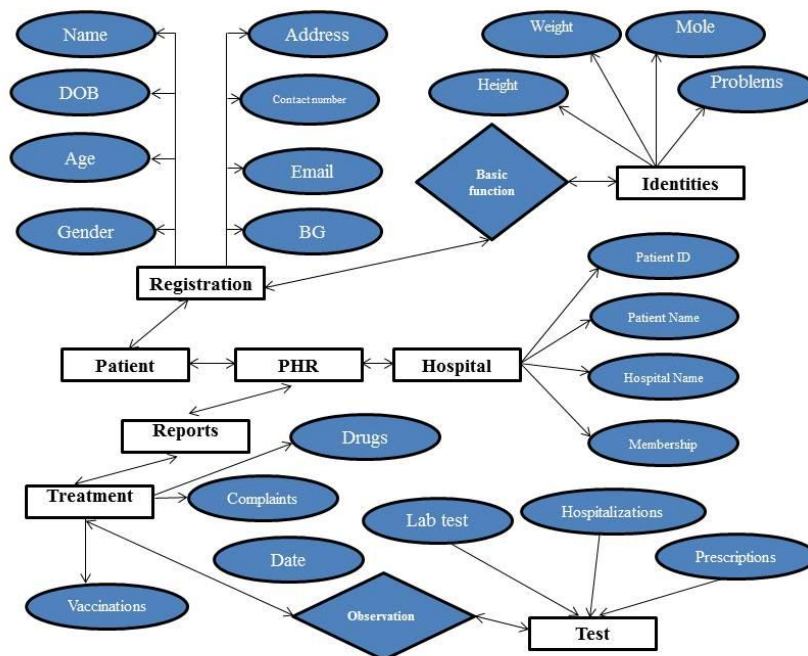 Name
Address
Weight
Mole
DOB
Contact number
Height
Problems
Age
Email
Basic
function
Identities
Gender
BG
Registration
Patient ID
Patient Name
Patient
PHR
Hospital
Hospital Name
Reports
Drugs
Membership
Treatment
Complaints
Lab test
Hospitalizations
Date
Prescriptions
Vaccinations
Observation
Test